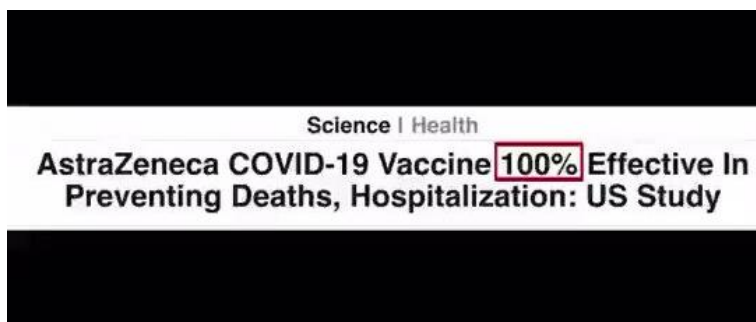 Science | Health
AstraZeneca COVID-19 Vaccine 100% Effective In
Preventing Deaths, Hospitalization: US Study